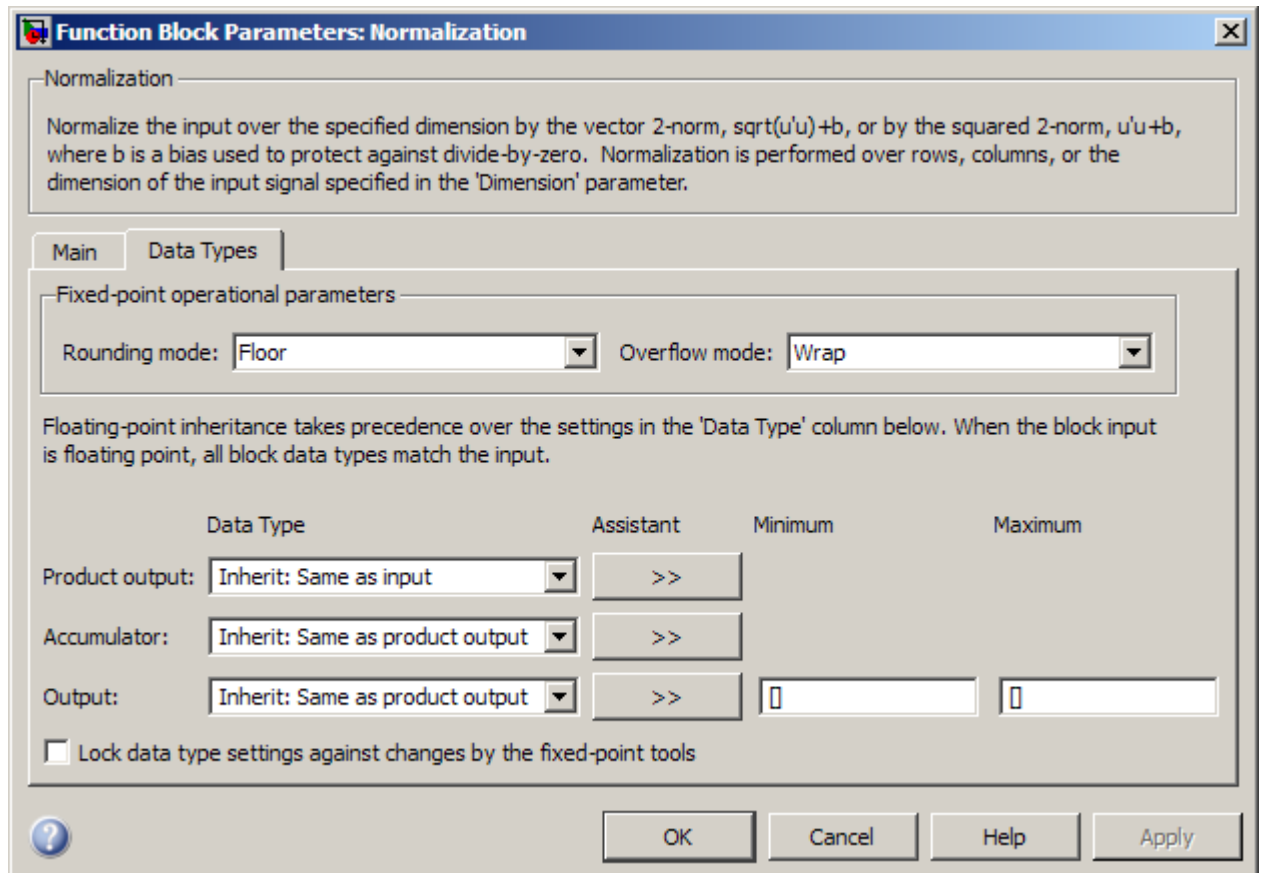 Function Block Parameters: Normalization
Normalization
Normalize the input over the specified dimension by the vector 2-norm, sqrt(u'u)+b, or by the squared 2-norm, u'u+b,
where b is a bias used to protect against divide-by-zero. Normalization is performed over rows, columns, or the
dimension of the input signal specified in the 'Dimension' parameter.
Main Data Types
Fixed-point operational parameters
Rounding mode: Floor Overflow mode: Wrap
Floating-point inheritance takes precedence over the settings in the 'Data Type' column below. When the block input
is floating point, all block data types match the input.
Data Type Assistant Minimum Maximum
Product output: Inherit: Same as input >>
Accumulator: Inherit: Same as product output >>
Output: Inherit: Same as product output >> [] []
Lock data type settings against changes by the fixed-point tools
? OK Cancel Help Apply